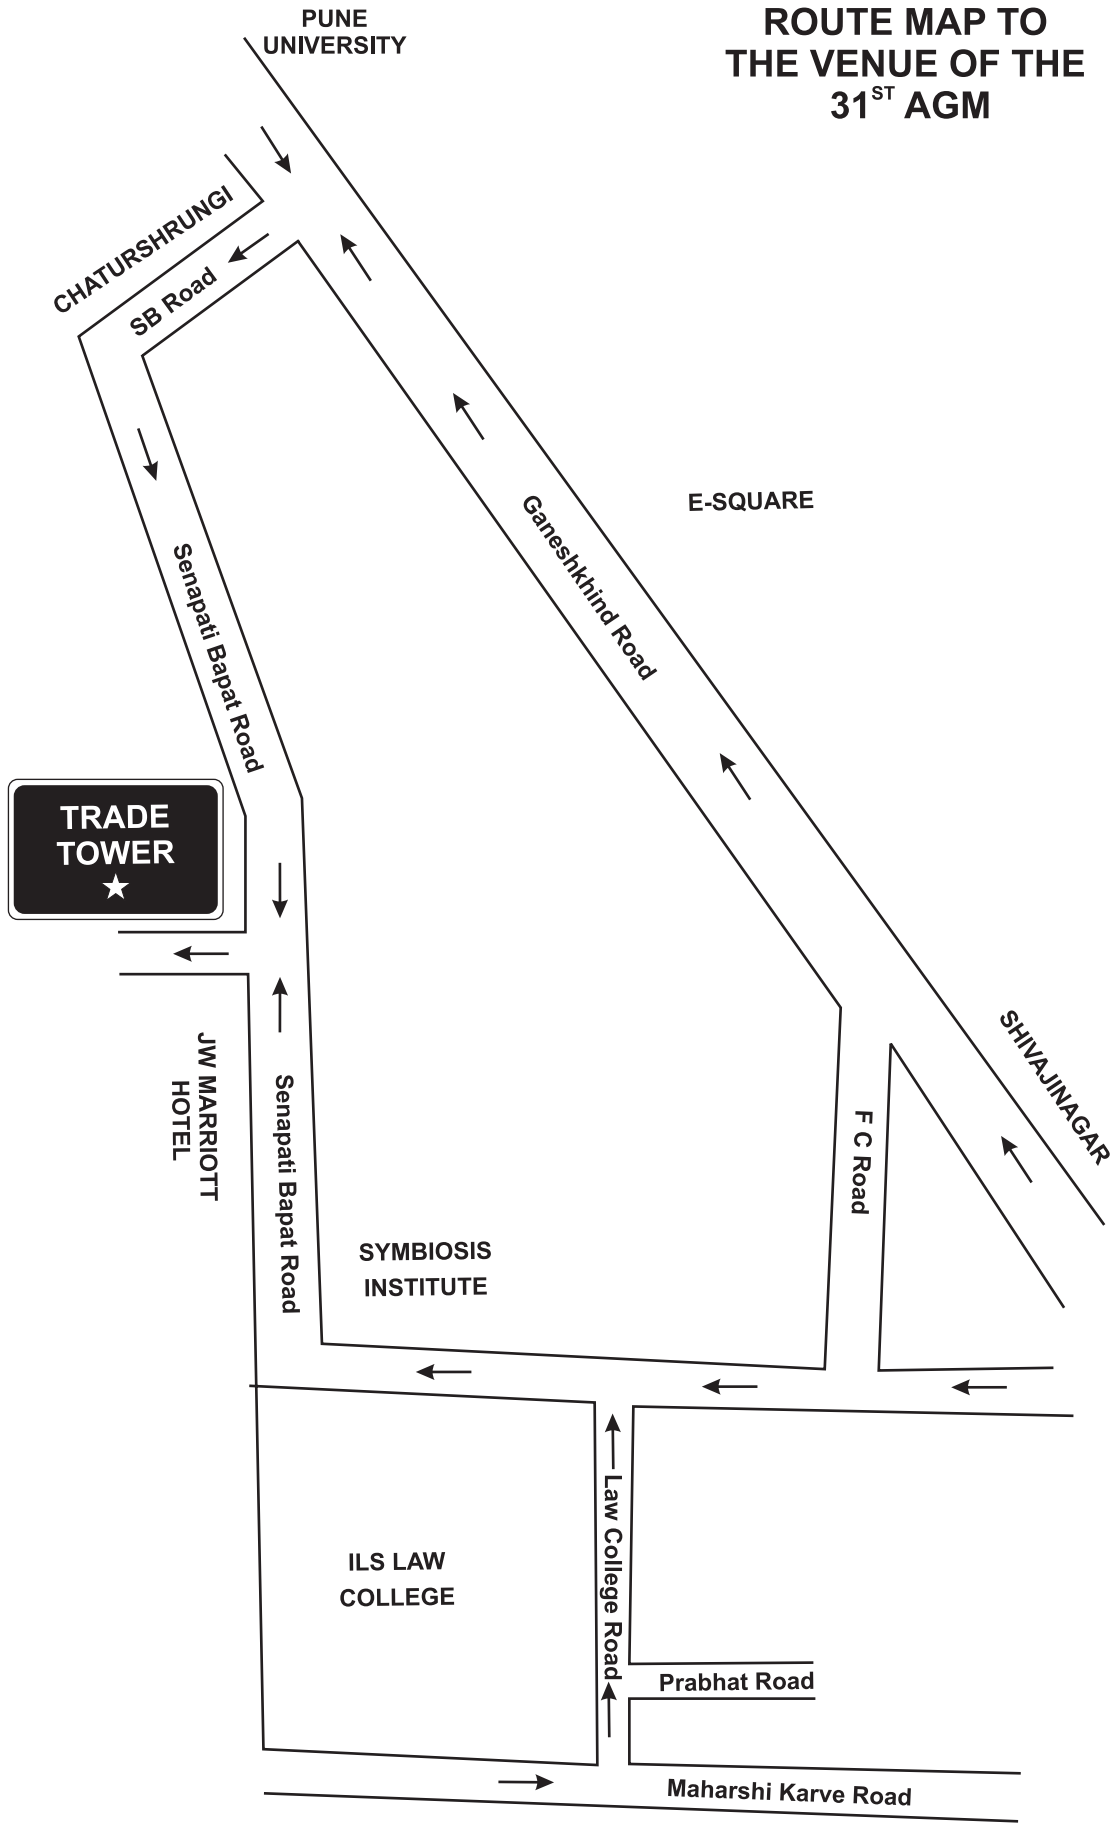 PUNE
UNIVERSITY
ROUTE MAP TO
THE VENUE OF THE
31ST AGM
CHATURSHRUNGI
SB Road
E-SQUARE
Ganeshkhind Road
Senapati Bapat Road
TRADE
TOWER
SHIVAJINAGAR
JW MARRIOTT
HOTEL
Senapati Bapat Road
F C Road
SYMBIOSIS
INSTITUTE
Law College Road
ILS LAW
COLLEGE
Prabhat Road
Maharshi Karve Road